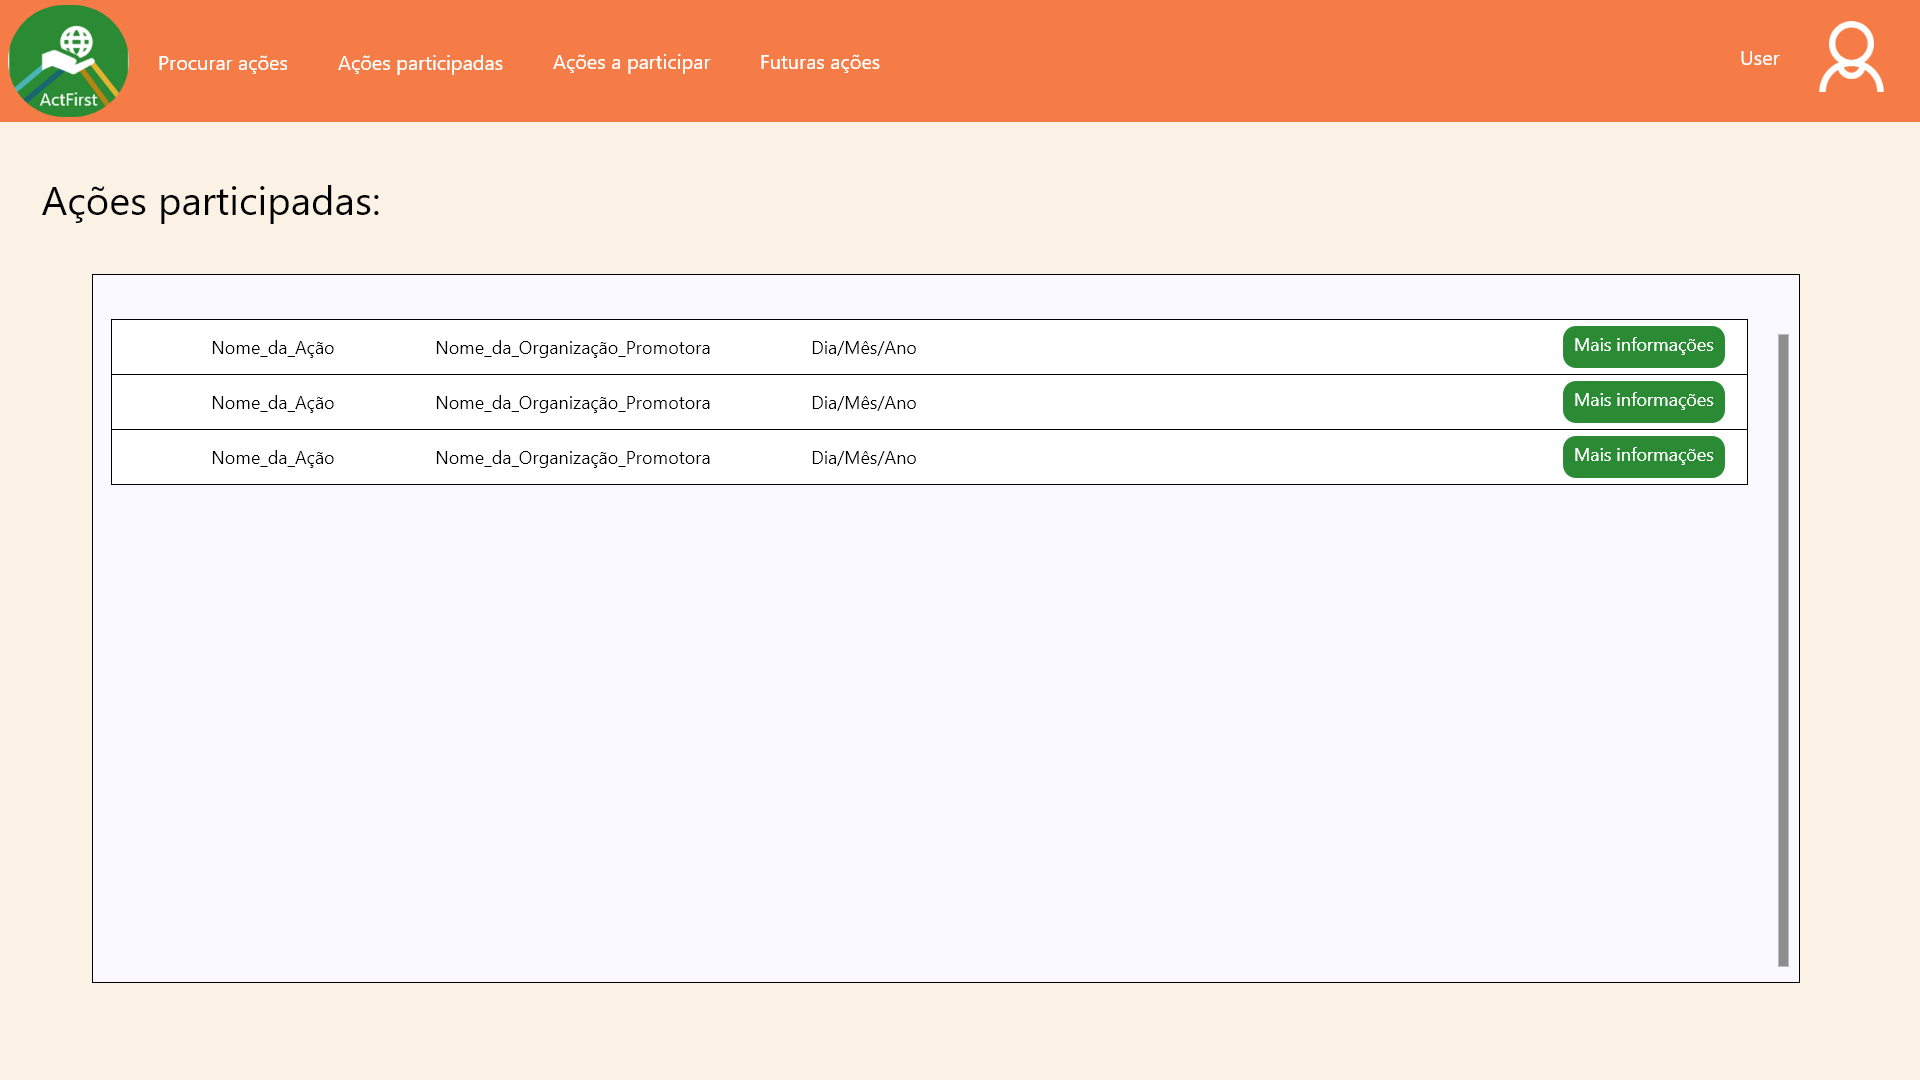 ActFirst
Procurar ações
Ações participadas
Ações a participar
Futuras ações
User
Ações participadas:
Nome_da_Ação Nome_da_Organização_Promotora Dia/Mês/Ano Mais informações
Nome_da_Ação Nome_da_Organização_Promotora Dia/Mês/Ano Mais informações
Nome_da_Ação Nome_da_Organização_Promotora Dia/Mês/Ano Mais informações